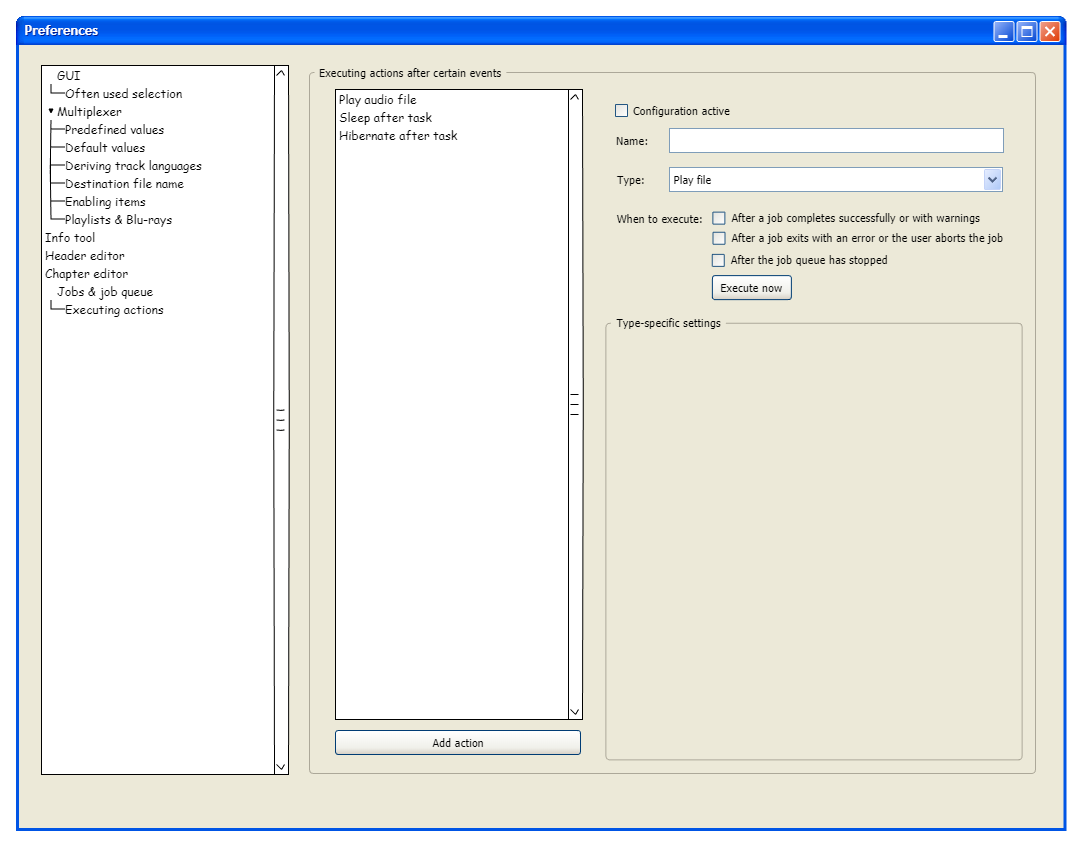 Preferences
GUI
Often used selection
Multiplexer
Predefined values
Default values
Deriving track languages
Destination file name
Enabling items
Playlists & Blu-rays
Info tool
Header editor
Chapter editor
Jobs & job queue
Executing actions
Executing actions after certain events
Play audio file
Sleep after task
Hibernate after task
Add action
Configuration active
Name:
Type: Play file
When to execute: After a job completes successfully or with warnings
After a job exits with an error or the user aborts the job
After the job queue has stopped
Execute now
Type-specific settings